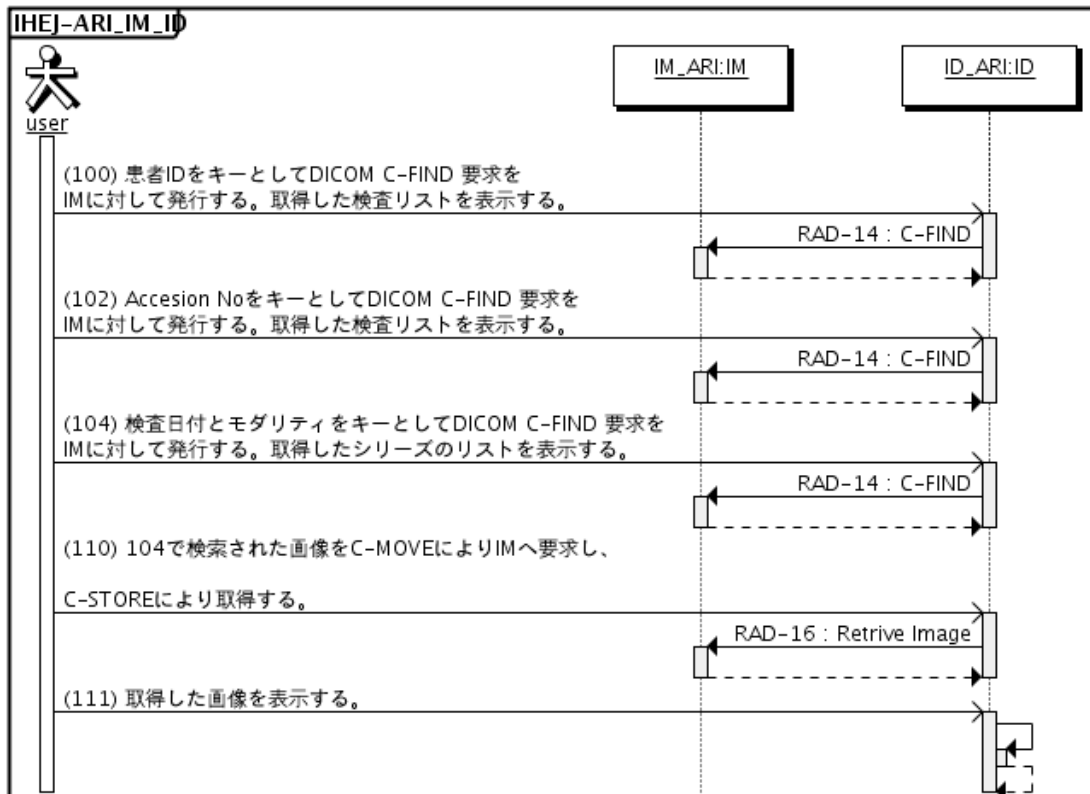 IHEJ-ARI_IM_ID
IM_ARI:IM
ID_ARI:ID
user
(100) 患者IDをキーとしてDICOM C-FIND 要求を
IMに対して発行する。取得した検査リストを表示する。
RAD-14 : C-FIND
(102) Accesion NoをキーとしてDICOM C-FIND 要求を
IMに対して発行する。取得した検査リストを表示する。
RAD-14 : C-FIND
(104) 検査日付とモダリティをキーとしてDICOM C-FIND 要求を
IMに対して発行する。取得したシリーズのリストを表示する。
RAD-14 : C-FIND
(110) 104で検索された画像をC-MOVEによりIMへ要求し、
C-STOREにより取得する。
RAD-16 : Retrive Image
(111) 取得した画像を表示する。